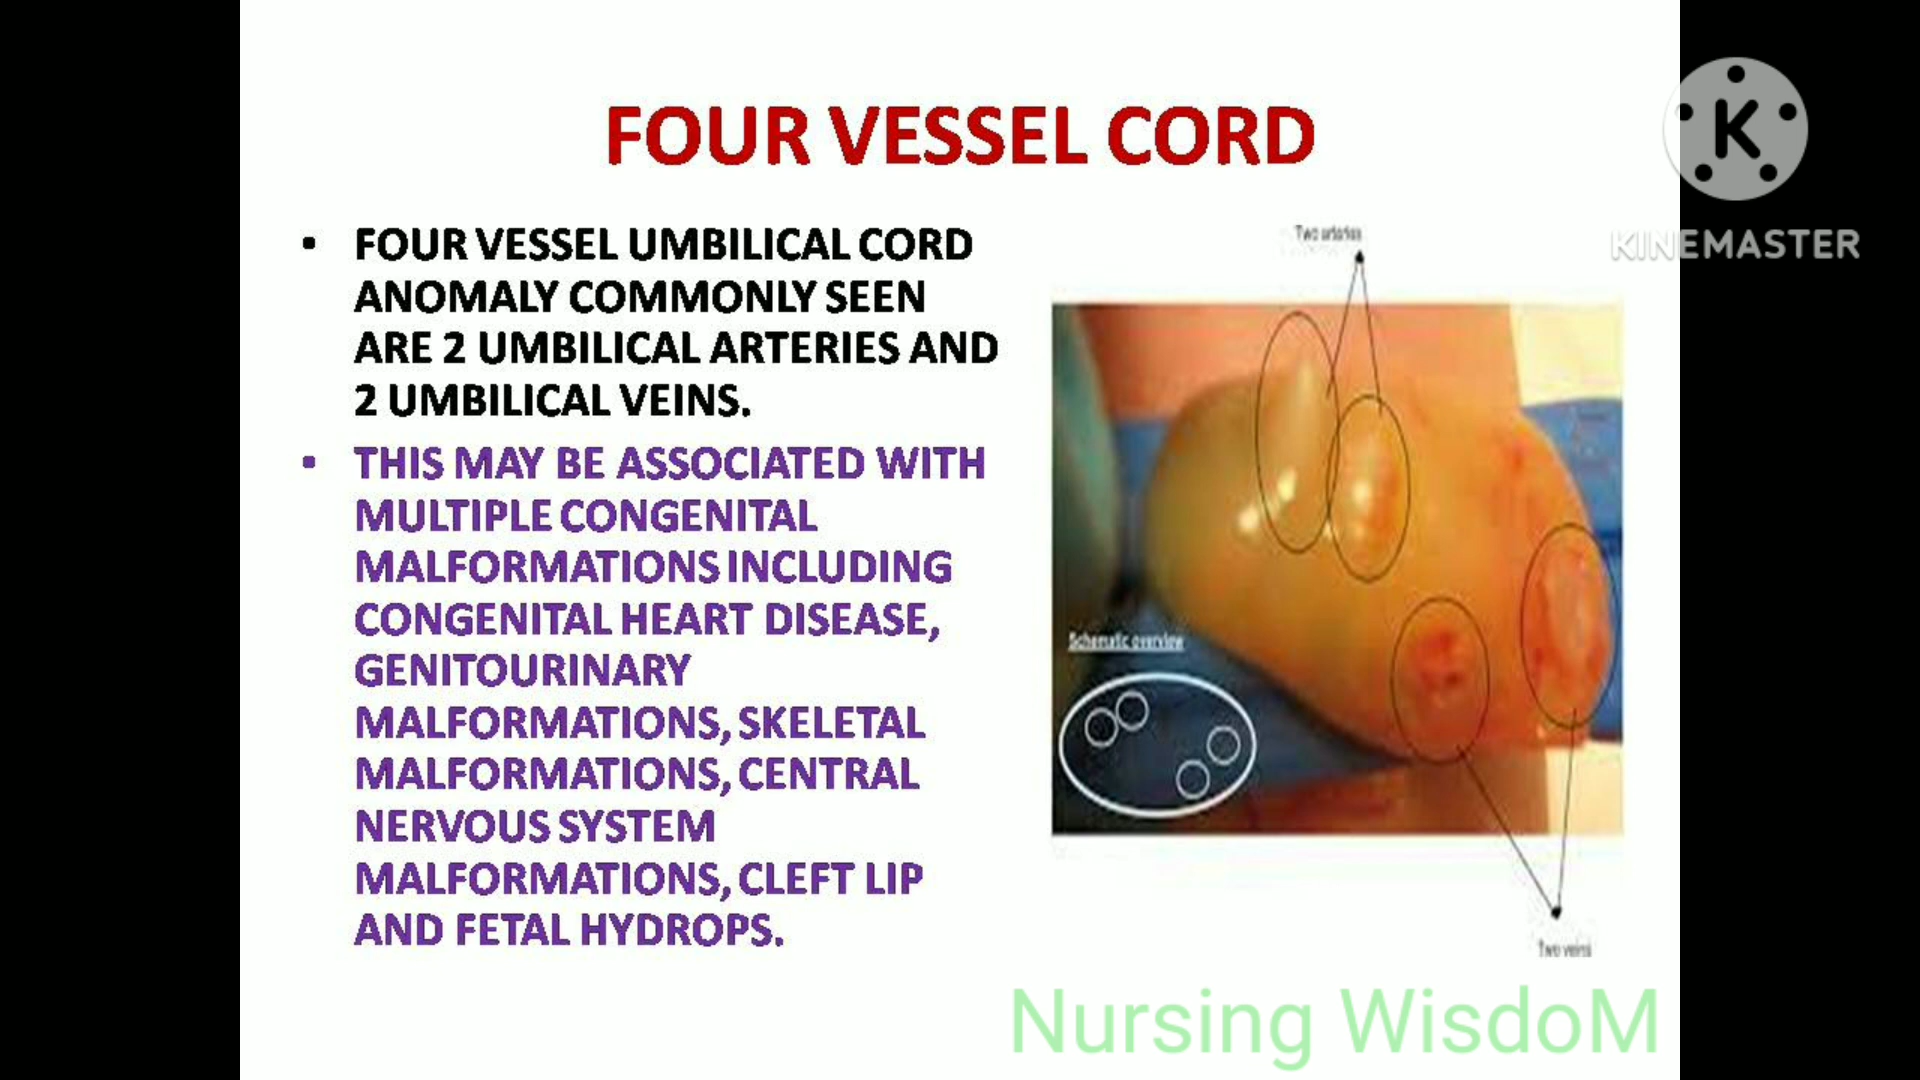 FOUR VESSEL CORD
• FOUR VESSEL UMBILICAL CORD
ANOMALY COMMONLY SEEN
ARE 2 UMBILICAL ARTERIES AND
2 UMBILICAL VEINS.
• THIS MAY BE ASSOCIATED WITH
MULTIPLE CONGENITAL
MALFORMATIONS INCLUDING
CONGENITAL HEART DISEASE,
GENITOURINARY
MALFORMATIONS, SKELETAL
MALFORMATIONS, CENTRAL
NERVOUS SYSTEM
MALFORMATIONS, CLEFT LIP
AND FETAL HYDROPS.
Two arteries
Schematic overview
Two veins
K
KINEMASTER
Nursing WisdoM